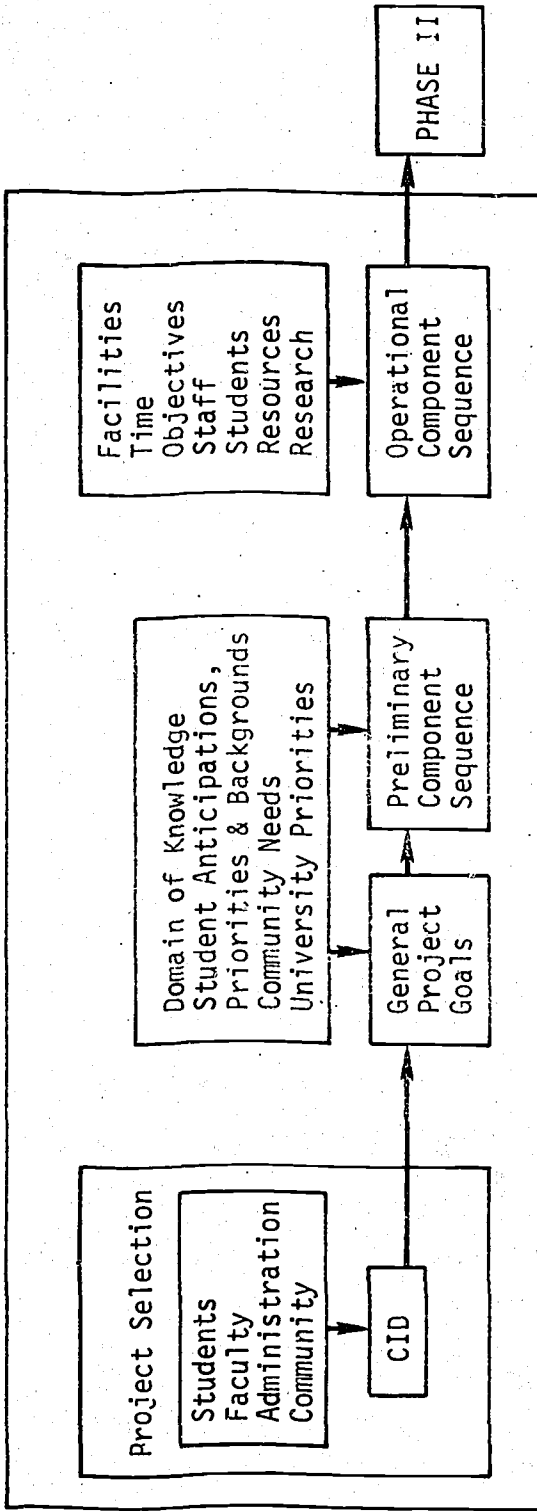 Project Selection
Students
Faculty
Administration
Community
CID
Domain of Knowledge
Student Anticipations,
Priorities & Backgrounds
Community Needs
University Priorities
General
Project
Goals
Preliminary
Component
Sequence
Facilities
Time
Objectives
Staff
Students
Resources
Research
Operational
Component
Sequence
PHASE II